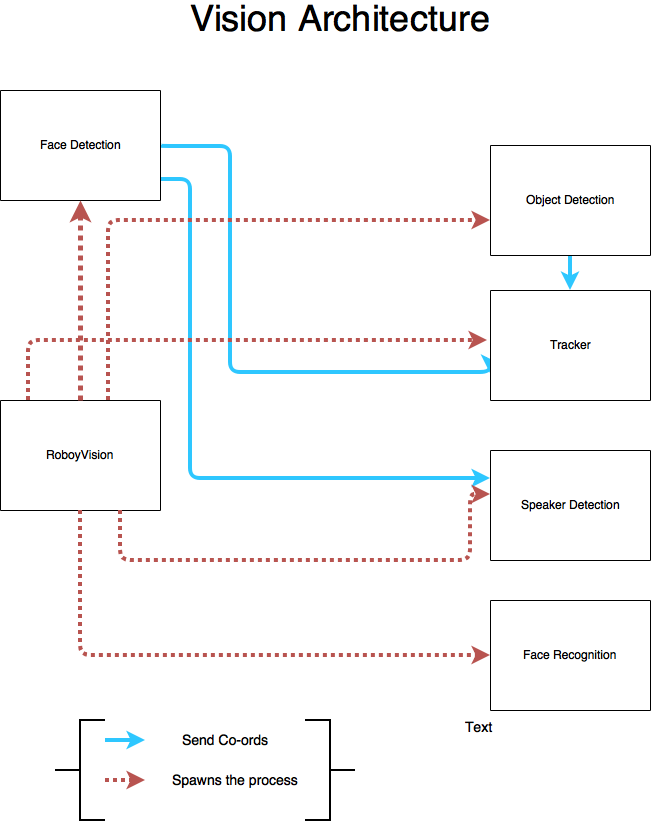 Vision Architecture
Face Detection
Object Detection
Tracker
RoboyVision
Speaker Detection
Face Recognition
Text
Send Co-ords
Spawns the process